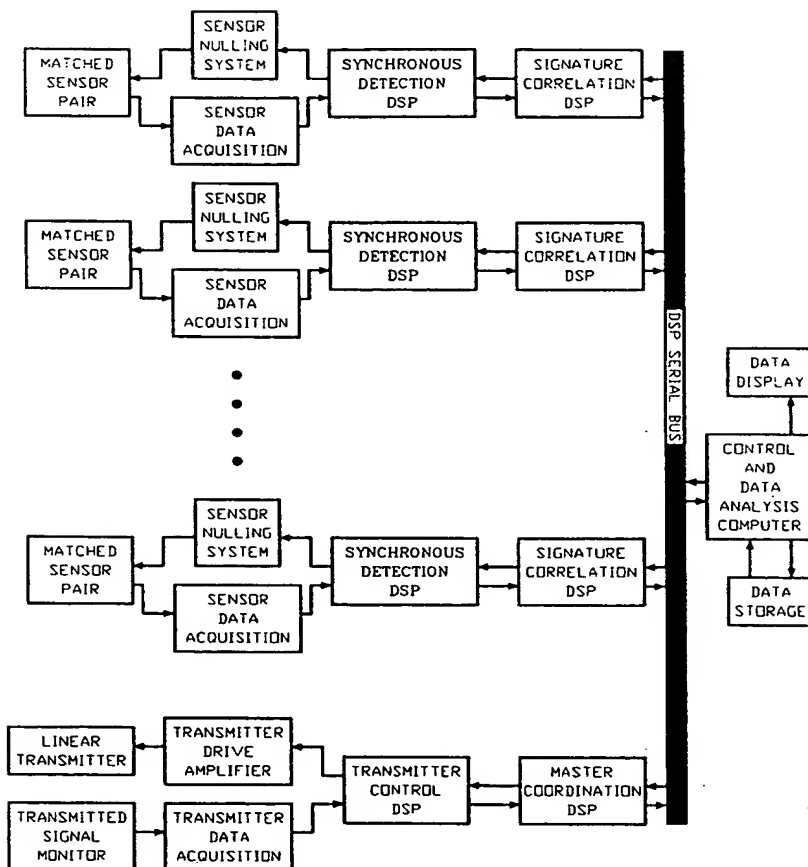 MATCHED
SENSOR
PAIR
SENSOR
NULLING
SYSTEM
SENSOR
DATA
ACQUISITION
SYNCHRONOUS
DETECTION
DSP
SIGNATURE
CORRELATION
DSP
MATCHED
SENSOR
PAIR
SENSOR
NULLING
SYSTEM
SENSOR
DATA
ACQUISITION
SYNCHRONOUS
DETECTION
DSP
SIGNATURE
CORRELATION
DSP
MATCHED
SENSOR
PAIR
SENSOR
NULLING
SYSTEM
SENSOR
DATA
ACQUISITION
SYNCHRONOUS
DETECTION
DSP
SIGNATURE
CORRELATION
DSP
LINEAR
TRANSMITTER
TRANSMITTER
DRIVE
AMPLIFIER
TRANSMITTED
SIGNAL
MONITOR
TRANSMITTER
DATA
ACQUISITION
TRANSMITTER
CONTROL
DSP
MASTER
COORDINATION
DSP
DSP SERIAL BUS
DATA
DISPLAY
CONTROL
AND
DATA
ANALYSIS
COMPUTER
DATA
STORAGE